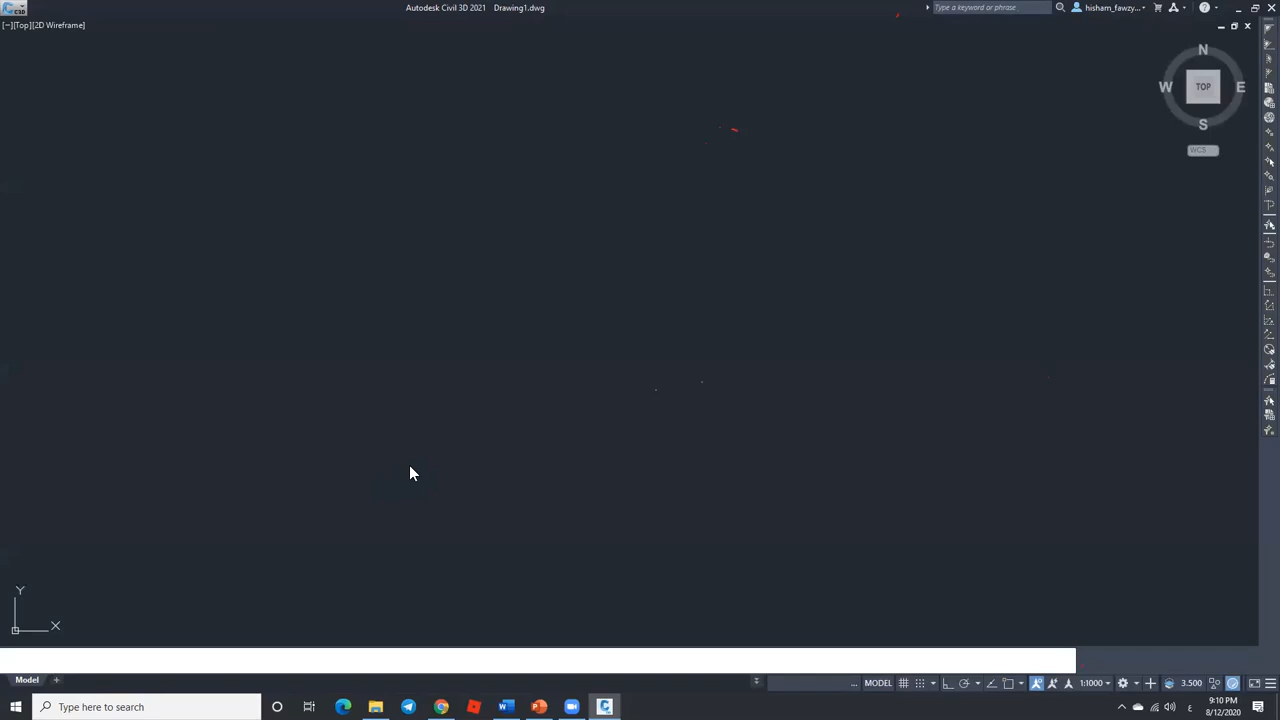 C3D
Autodesk Civil 3D 2021 Drawing1.dwg
Type a keyword or phrase
hisham_fawzy...
?
[−][Top][2D Wireframe]
N
W
TOP
E
S
WCS
Y
X
Model
+
...
MODEL
1:1000
3.500
Type here to search
ع
9:10 PM
8/12/2020